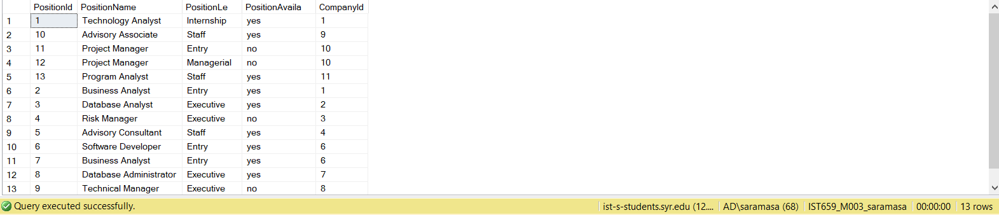 PositionId PositionName PositionLe PositionAvaila CompanyId
1 1 Technology Analyst Internship yes 1
2 10 Advisory Associate Staff yes 9
3 11 Project Manager Entry no 10
4 12 Project Manager Managerial no 10
5 13 Program Analyst Staff yes 11
6 2 Business Analyst Entry yes 1
7 3 Database Analyst Executive yes 2
8 4 Risk Manager Executive no 3
9 5 Advisory Consultant Staff yes 4
10 6 Software Developer Entry yes 6
11 7 Business Analyst Entry yes 6
12 8 Database Administrator Executive yes 7
13 9 Technical Manager Executive no 8
Query executed successfully. ist-s-students.syr.edu (12.... AD\saramasa (68) IST659_M003_saramasa 00:00:00 13 rows